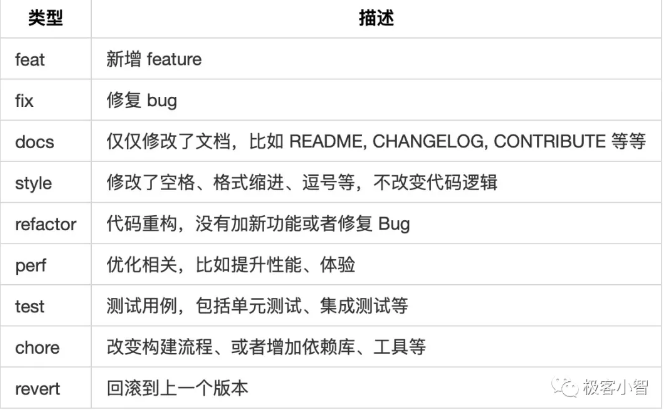 类型 描述
feat 新增 feature
fix 修复 bug
docs 仅仅修改了文档，比如 README, CHANGELOG, CONTRIBUTE 等等
style 修改了空格、格式缩进、逗号等，不改变代码逻辑
refactor 代码重构，没有加新功能或者修复 Bug
perf 优化相关，比如提升性能、体验
test 测试用例，包括单元测试、集成测试等
chore 改变构建流程、或者增加依赖库、工具等
revert 回滚到上一个版本
极客小智